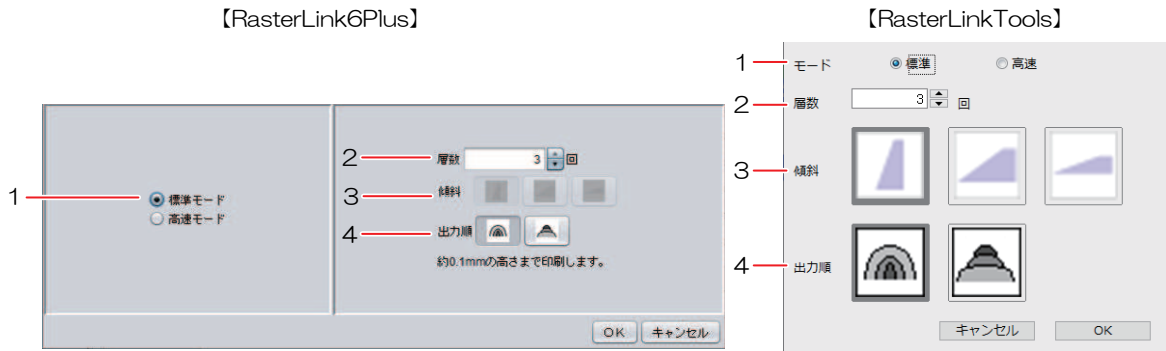 【RasterLink6Plus】
1
標準モード
高速モード
2
層数
3
回
3
傾斜
4
出力順
約0.1mmの高さまで印刷します。
OK
キャンセル
【RasterLinkTools】
1
モード
標準
高速
2
層数
3
回
3
傾斜
4
出力順
キャンセル
OK